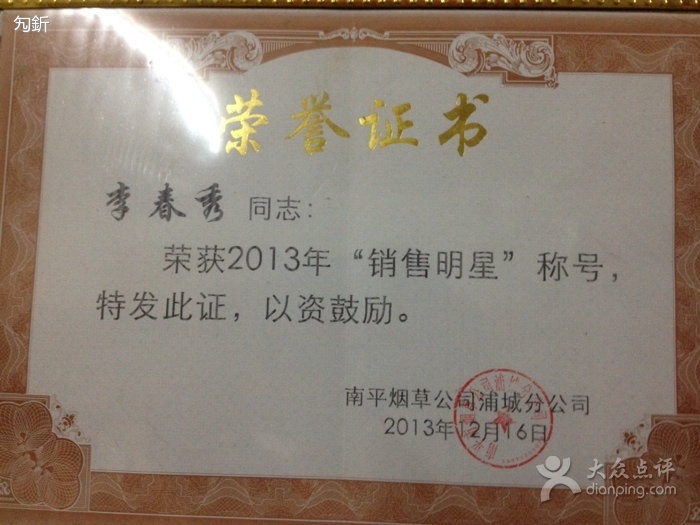 匀釿
荣誉证书
李春秀 同志：
荣获2013年“销售明星”称号，
特发此证，以资鼓励。
南平烟草公司浦城分公司
2013年12月16日
大众点评
dianping.com